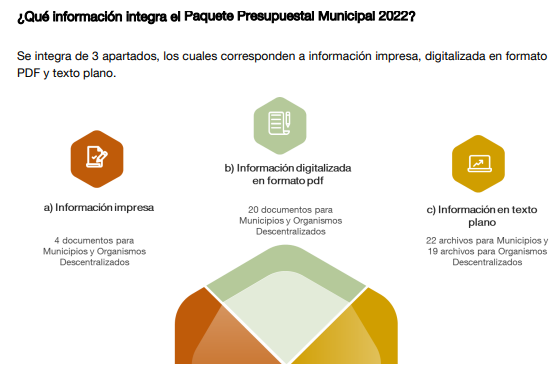 ¿Qué información integra el Paquete Presupuestal Municipal 2022?
Se integra de 3 apartados, los cuales corresponden a información impresa, digitalizada en formato
PDF y texto plano.
a) Información impresa
4 documentos para
Municipios y Organismos
Descentralizados
b) Información digitalizada
en formato pdf
20 documentos para
Municipios y Organismos
Descentralizados
c) Información en texto
plano
22 archivos para Municipios y
19 archivos para Organismos
Descentralizados